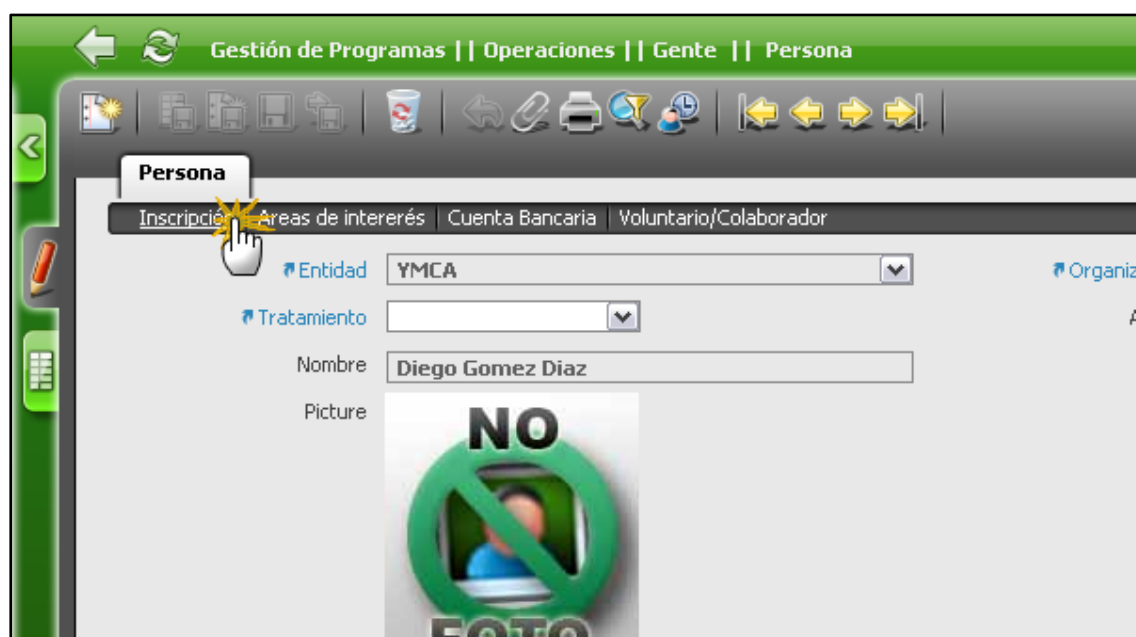 Gestión de Programas || Operaciones || Gente || Persona
Persona
Inscripción Areas de intererés Cuenta Bancaria Voluntario/Colaborador
Entidad YMCA
Tratamiento
Nombre Diego Gomez Diaz
Picture
NO
FOTO